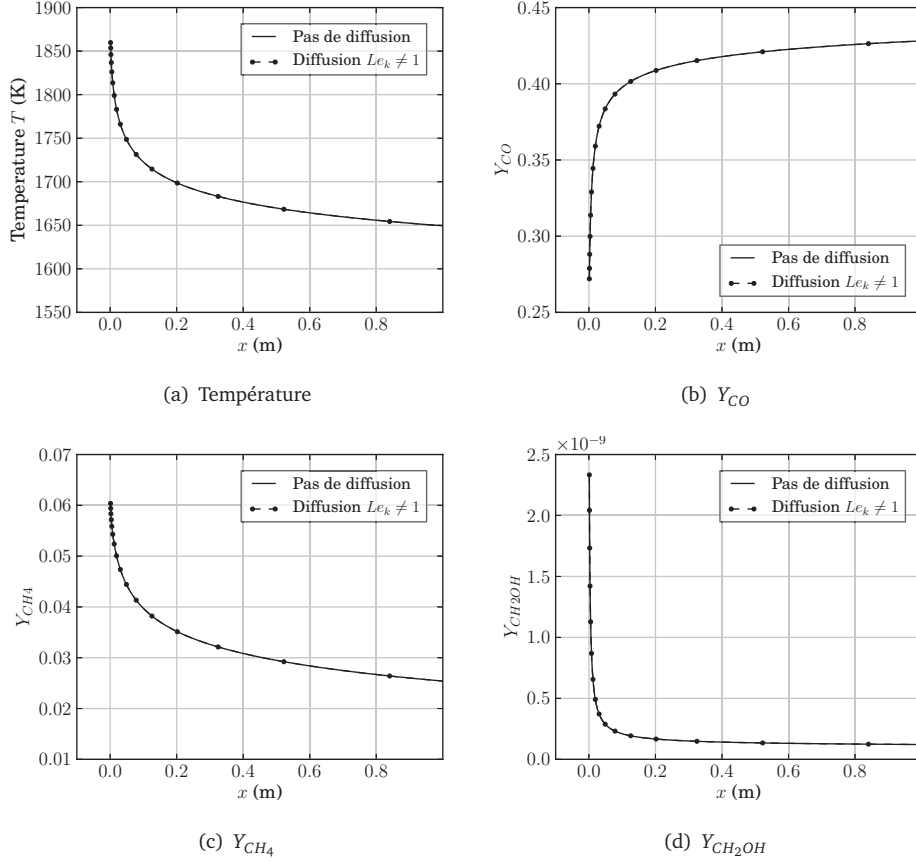 1900
1850
1800
1750
1700
1650
1600
1550
Temperature T (K)
Pas de diffusion
Diffusion Le_k ≠ 1
0.0 0.2 0.4 0.6 0.8
x (m)
(a) Température
0.45
0.40
0.35
0.30
0.25
Y_CO
Pas de diffusion
Diffusion Le_k ≠ 1
0.0 0.2 0.4 0.6 0.8
x (m)
(b) Y_CO
0.07
0.06
0.05
0.04
0.03
0.02
0.01
Y_CH4
Pas de diffusion
Diffusion Le_k ≠ 1
0.0 0.2 0.4 0.6 0.8
x (m)
(c) Y_CH4
×10⁻⁹
2.5
2.0
1.5
1.0
0.5
0.0
Y_CH2OH
Pas de diffusion
Diffusion Le_k ≠ 1
0.0 0.2 0.4 0.6 0.8
x (m)
(d) Y_CH2OH